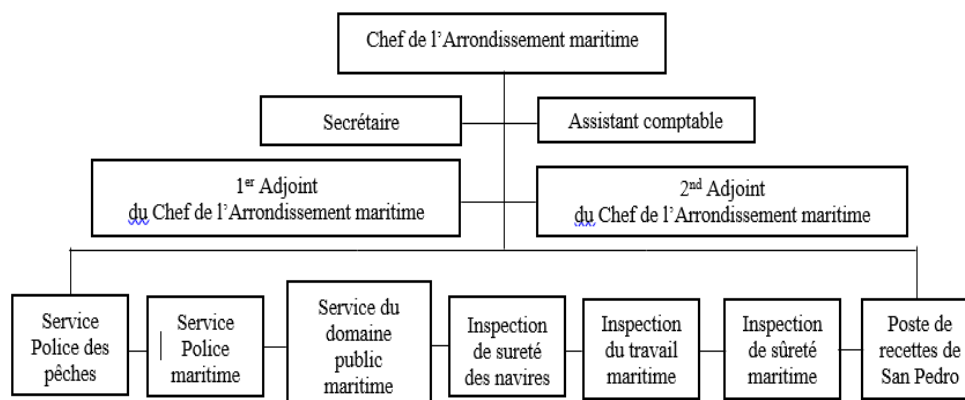 Chef de l’Arrondissement maritime
Secrétaire
Assistant comptable
1er Adjoint
du Chef de l’Arrondissement maritime
2nd Adjoint
du Chef de l’Arrondissement maritime
Service
Police des
pêches
Service
Police
maritime
Service du
domaine
public
maritime
Inspection
de sureté
des navires
Inspection
du travail
maritime
Inspection
de sûreté
maritime
Poste de
recettes de
San Pedro